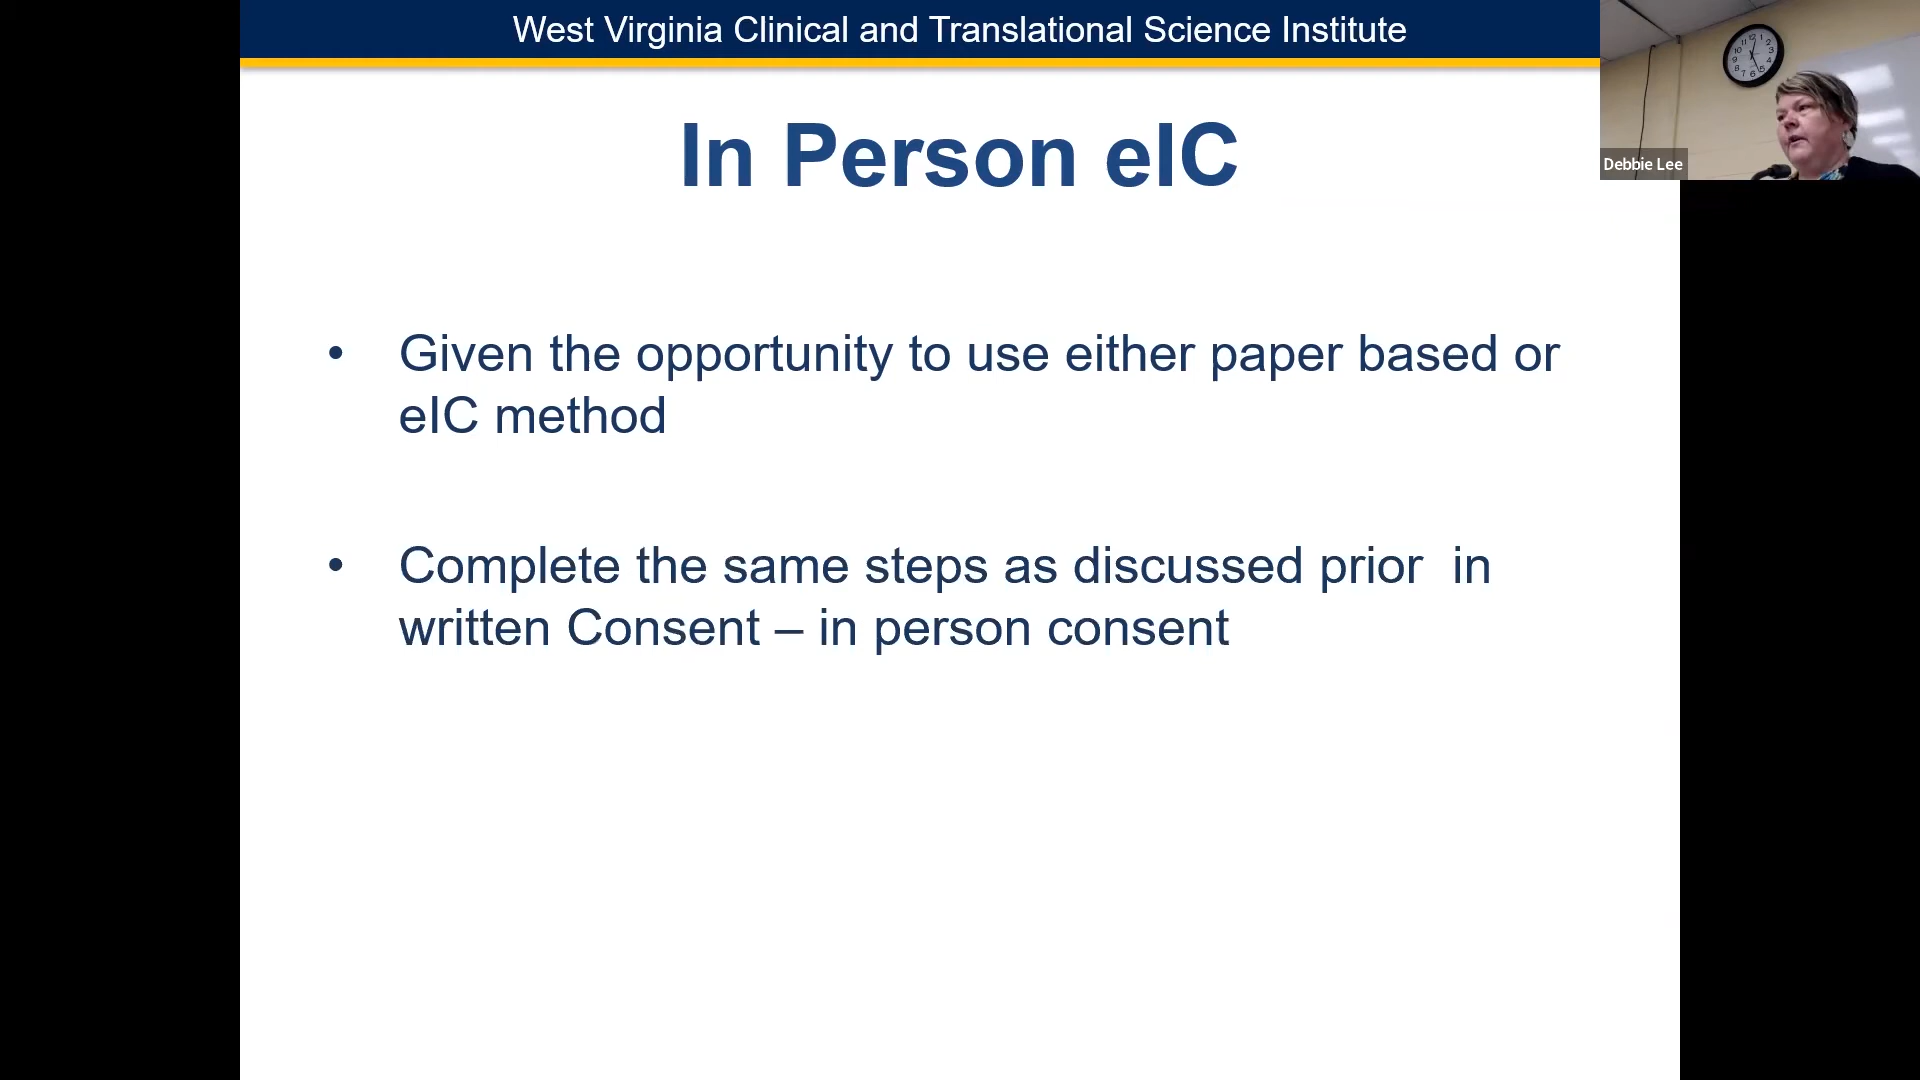 West Virginia Clinical and Translational Science Institute
In Person eIC
• Given the opportunity to use either paper based or
eIC method
• Complete the same steps as discussed prior  in
written Consent – in person consent
Debbie Lee